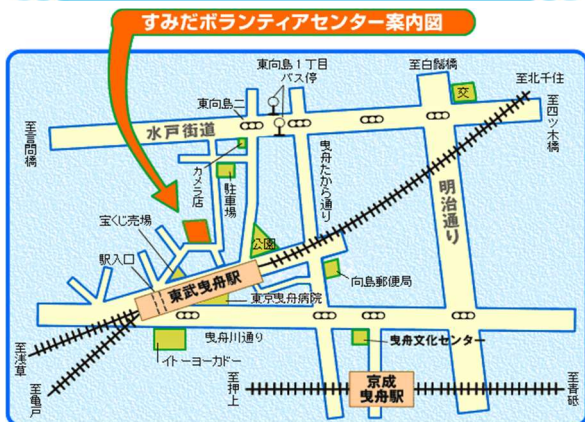 すみだボランティアセンター案内図
東向島1丁目
バス停
至白鬚橋
至北千住
交
東向島二
水戸街道
至四ツ木橋
至言問橋
カメラ店
駐車場
曳舟たから通り
明治通り
宝くじ売場
公園
駅入口
東武曳舟駅
向島郵便局
東京曳舟病院
曳舟川通り
曳舟文化センター
イトーヨーカドー
至浅草
至亀戸
至押上
京成
曳舟駅
至青砥